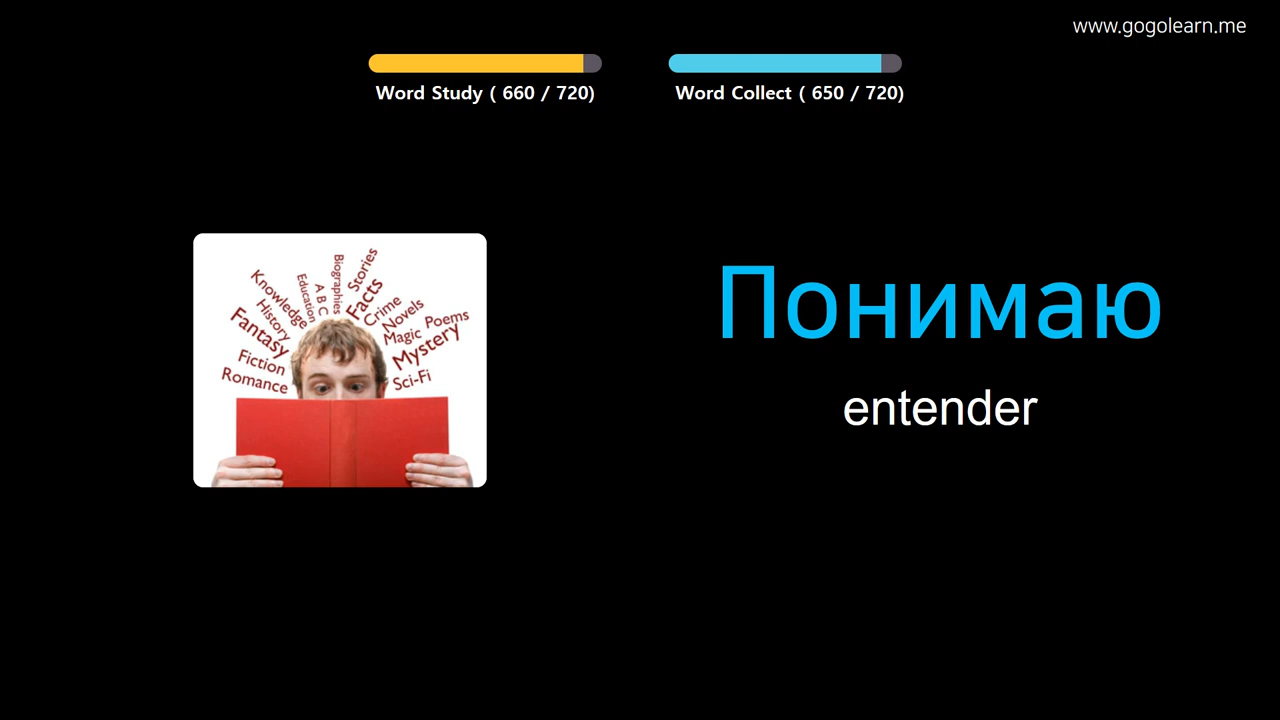 www.gogolearn.me
Word Study ( 660 / 720)
Word Collect ( 650 / 720)
Knowledge
History
Fantasy
Fiction
Romance
Education
A B C
Biographies
Stories
Facts
Crime
Novels
Magic
Poems
Mystery
Sci-Fi
Понимаю
entender